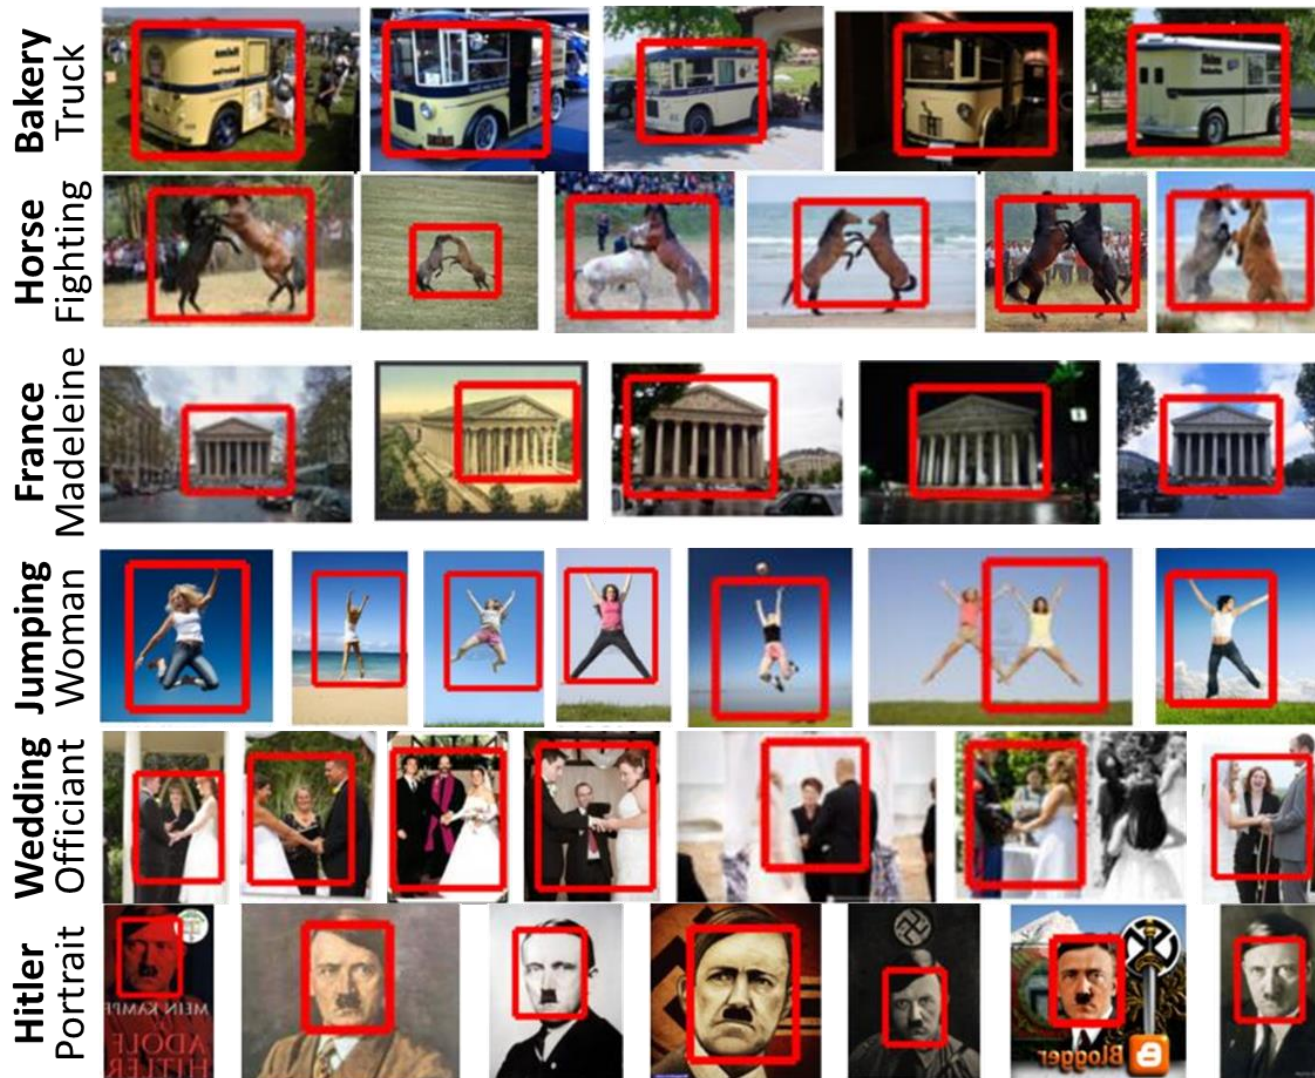 Bakery
Truck
Horse
Fighting
France
Madeleine
Jumping
Woman
Wedding
Officiant
Hitler
Portrait
MEIN KAMPF
ADOLF
HITLER
Blogger